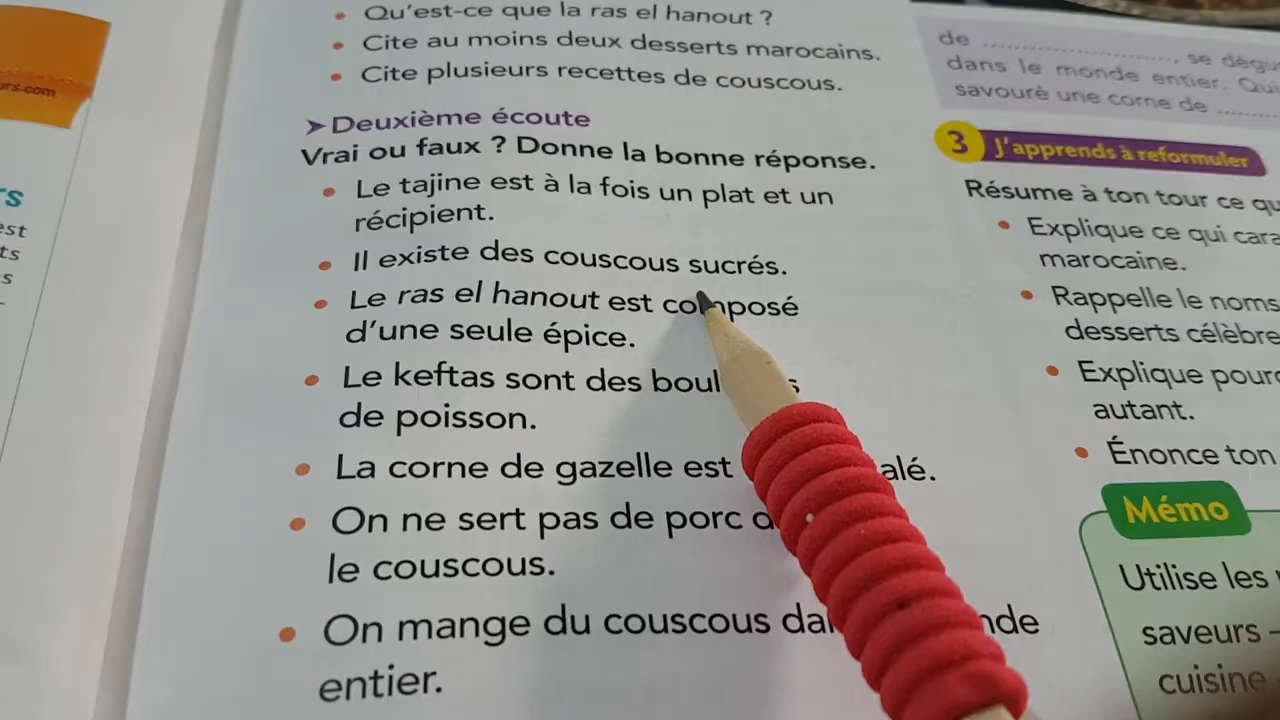 Qu'est-ce que la ras el hanout ?
Cite au moins deux desserts marocains.
Cite plusieurs recettes de couscous.
➤ Deuxième écoute
Vrai ou faux ? Donne la bonne réponse.
Le tajine est à la fois un plat et un
récipient.
Il existe des couscous sucrés.
Le ras el hanout est composé
d'une seule épice.
Le keftas sont des
de poisson.
La corne de gazelle est
On ne sert pas de porc
le couscous.
On mange du couscous
entier.
de ..................., se
dans le monde entier.
savouré une corne de .........
3 J'apprends à reformuler
Résume à ton tour ce
Explique ce qui
marocaine.
Rappelle le noms
desserts
Explique
autant.
Énonce ton
Mémo
Utilise les
saveurs –
cuisine